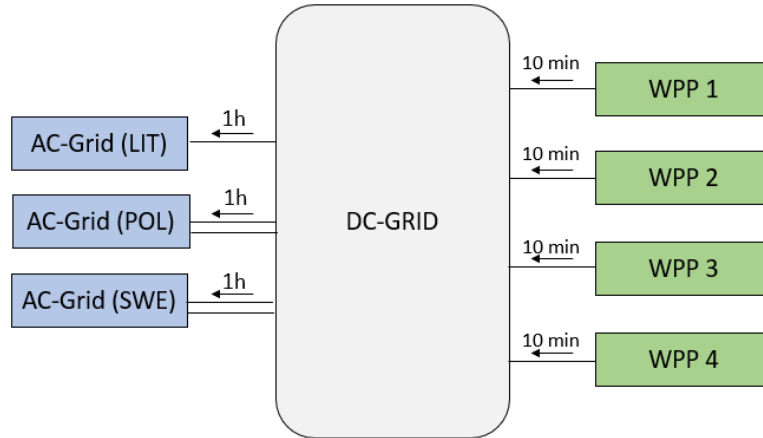 AC-Grid (LIT)
1h
AC-Grid (POL)
1h
AC-Grid (SWE)
1h
DC-GRID
10 min
WPP 1
10 min
WPP 2
10 min
WPP 3
10 min
WPP 4